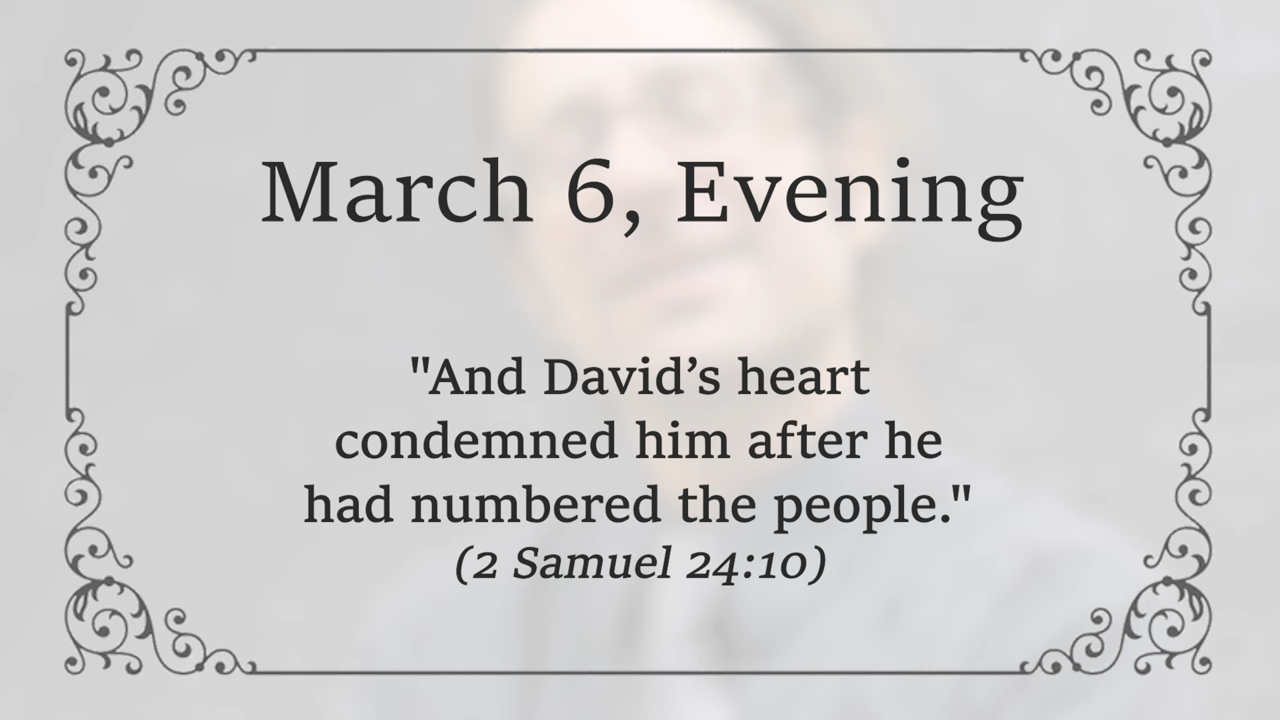 March 6, Evening
"And David’s heart
condemned him after he
had numbered the people."
(2 Samuel 24:10)